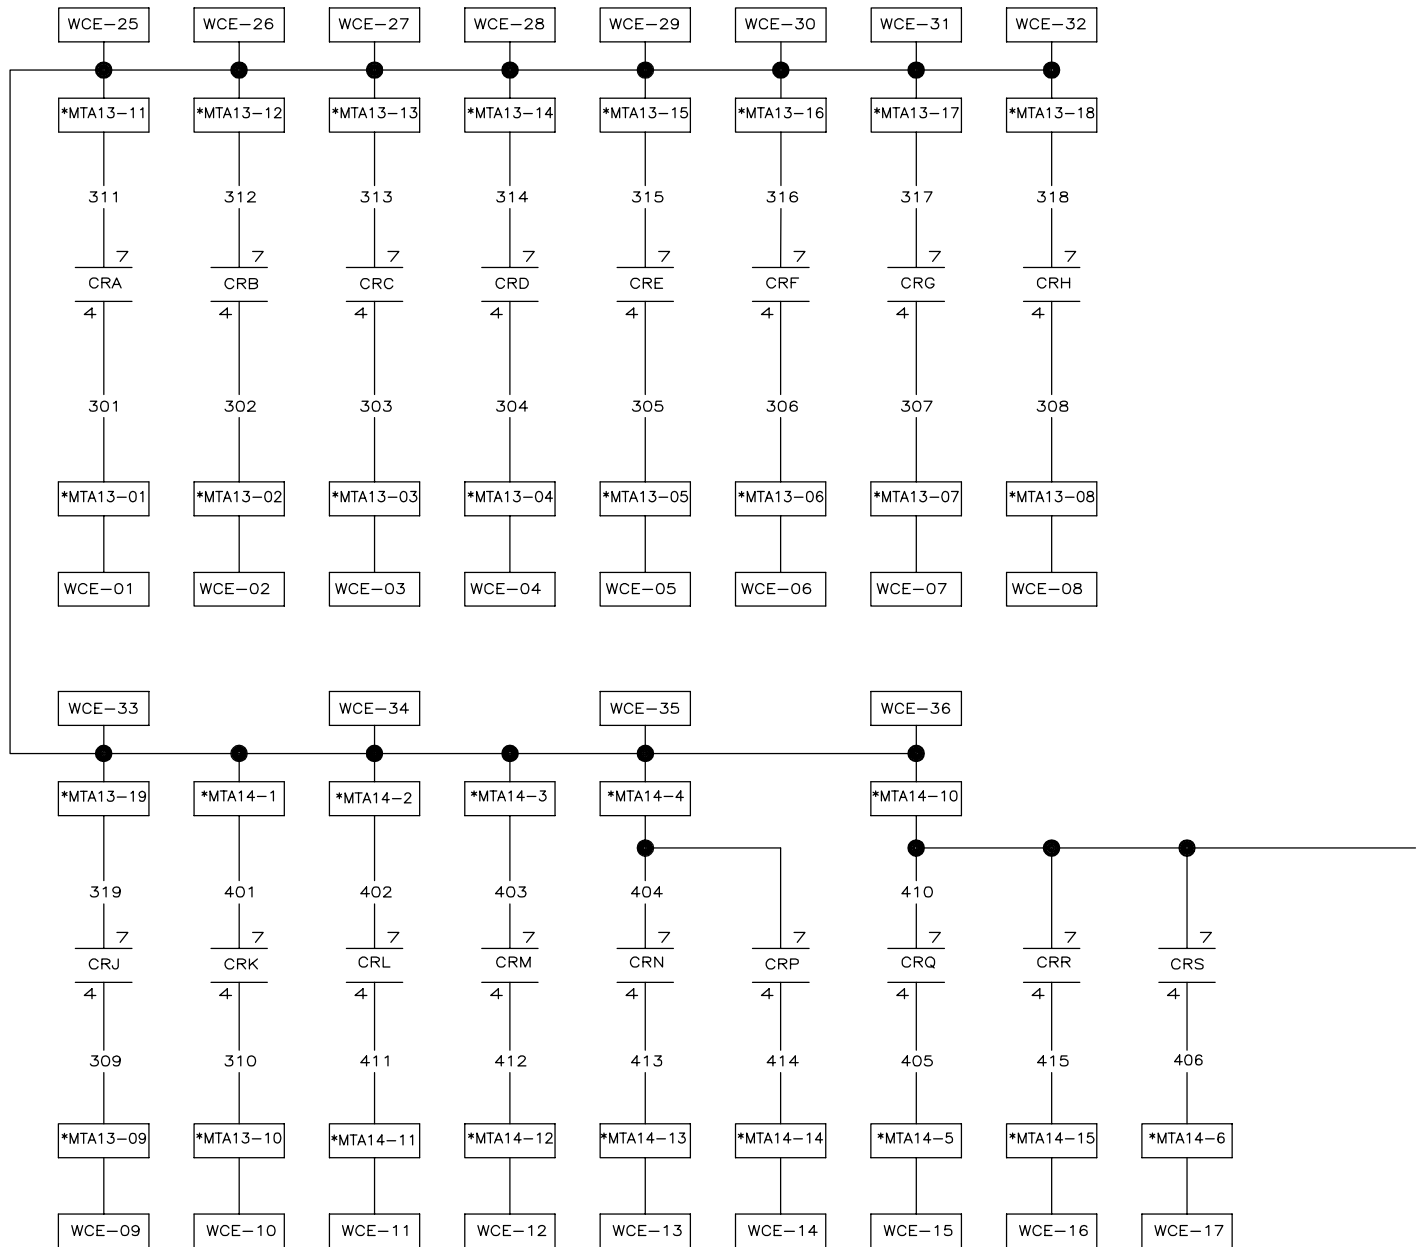 WCE-25 WCE-26 WCE-27 WCE-28 WCE-29 WCE-30 WCE-31 WCE-32
*MTA13-11 *MTA13-12 *MTA13-13 *MTA13-14 *MTA13-15 *MTA13-16 *MTA13-17 *MTA13-18
311 312 313 314 315 316 317 318
7 7 7 7 7 7 7 7
CRA CRB CRC CRD CRE CRF CRG CRH
4 4 4 4 4 4 4 4
301 302 303 304 305 306 307 308
*MTA13-01 *MTA13-02 *MTA13-03 *MTA13-04 *MTA13-05 *MTA13-06 *MTA13-07 *MTA13-08
WCE-01 WCE-02 WCE-03 WCE-04 WCE-05 WCE-06 WCE-07 WCE-08
WCE-33 WCE-34 WCE-35 WCE-36
*MTA13-19 *MTA14-1 *MTA14-2 *MTA14-3 *MTA14-4 *MTA14-10
319 401 402 403 404 410
7 7 7 7 7 7 7 7 7
CRJ CRK CRL CRM CRN CRP CRQ CRR CRS
4 4 4 4 4 4 4 4 4
309 310 411 412 413 414 405 415 406
*MTA13-09 *MTA13-10 *MTA14-11 *MTA14-12 *MTA14-13 *MTA14-14 *MTA14-5 *MTA14-15 *MTA14-6
WCE-09 WCE-10 WCE-11 WCE-12 WCE-13 WCE-14 WCE-15 WCE-16 WCE-17